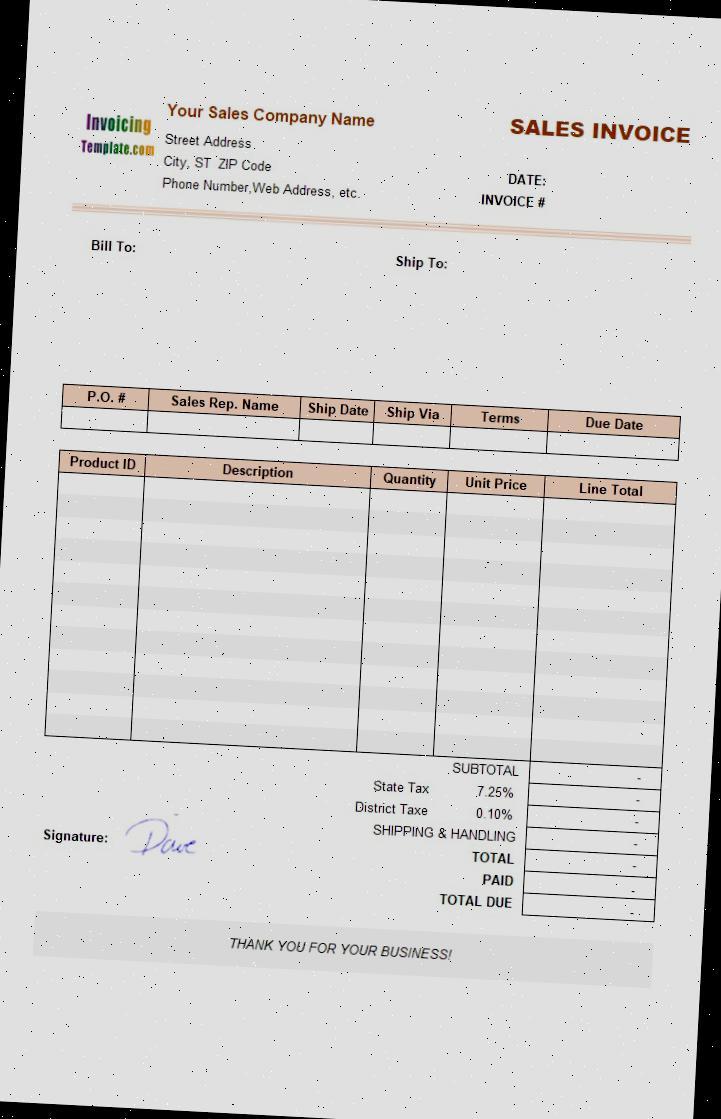 Invoicing
Template.com
Your Sales Company Name
Street Address
City, ST ZIP Code
Phone Number,Web Address, etc.
SALES INVOICE
DATE:
INVOICE #
Bill To:
Ship To:
P.O. # Sales Rep. Name Ship Date Ship Via Terms Due Date
Product ID Description Quantity Unit Price Line Total
SUBTOTAL -
State Tax 7.25% -
District Taxe 0.10% -
SHIPPING & HANDLING -
TOTAL -
PAID -
TOTAL DUE -
Signature: Dave
THANK YOU FOR YOUR BUSINESS!